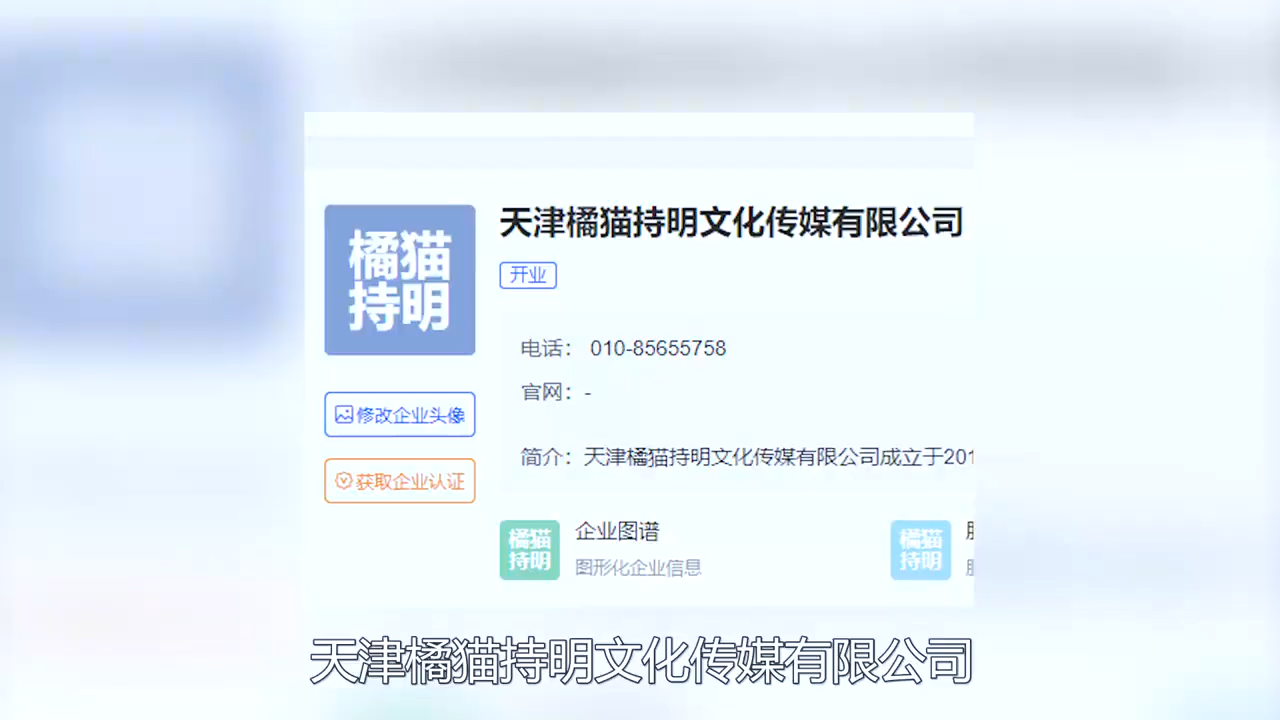 天津橘猫持明文化传媒有限公司
开业
橘猫
持明
电话： 010-85655758
官网：-
修改企业头像
简介：天津橘猫持明文化传媒有限公司成立于201
获取企业认证
橘猫
持明
企业图谱
图形化企业信息
橘猫
持明
天津橘猫持明文化传媒有限公司